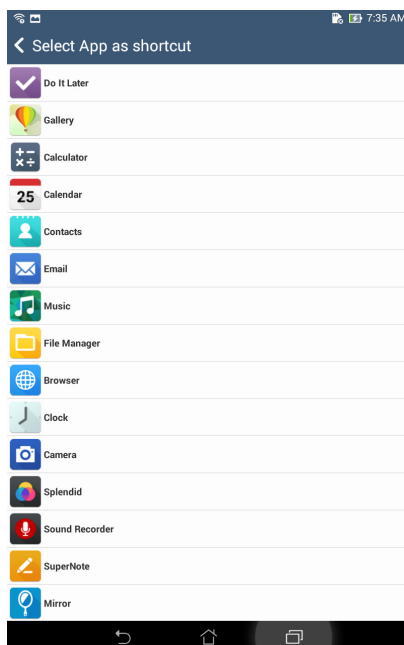 7:35 AM
Select App as shortcut
Do It Later
Gallery
Calculator
25 Calendar
Contacts
Email
Music
File Manager
Browser
Clock
Camera
Splendid
Sound Recorder
SuperNote
Mirror